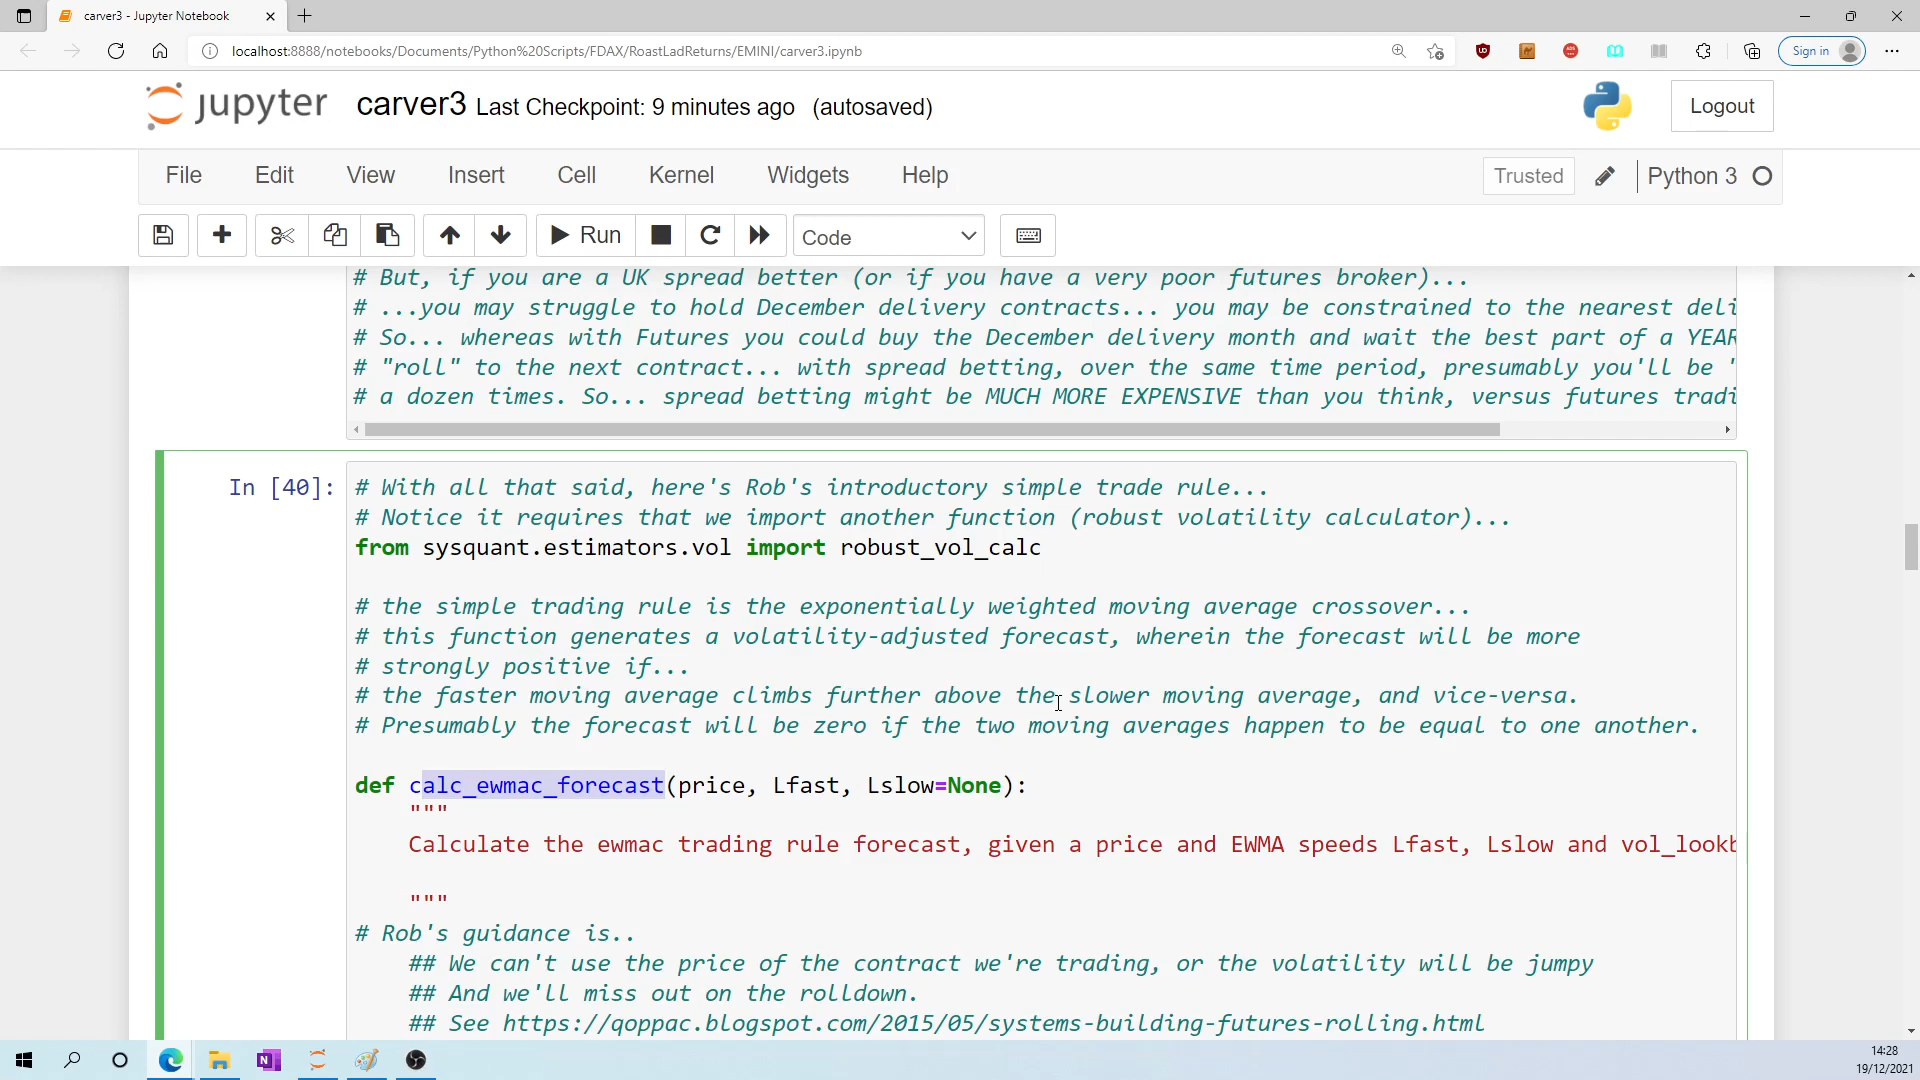 carver3 - Jupyter Notebook
localhost:8888/notebooks/Documents/Python%20Scripts/FDAX/RoastLadReturns/EMINI/carver3.ipynb
Sign in
jupyter carver3 Last Checkpoint: 9 minutes ago (autosaved)
Logout
File Edit View Insert Cell Kernel Widgets Help
Trusted
Python 3
Run
Code
# But, if you are a UK spread better (or if you have a very poor futures broker)...
# ...you may struggle to hold December delivery contracts... you may be constrained to the nearest deli
# So... whereas with Futures you could buy the December delivery month and wait the best part of a YEAR
# "roll" to the next contract... with spread betting, over the same time period, presumably you'll be '
# a dozen times. So... spread betting might be MUCH MORE EXPENSIVE than you think, versus futures tradi
In [40]:
# With all that said, here's Rob's introductory simple trade rule...
# Notice it requires that we import another function (robust volatility calculator)...
from sysquant.estimators.vol import robust_vol_calc
# the simple trading rule is the exponentially weighted moving average crossover...
# this function generates a volatility-adjusted forecast, wherein the forecast will be more
# strongly positive if...
# the faster moving average climbs further above the slower moving average, and vice-versa.
# Presumably the forecast will be zero if the two moving averages happen to be equal to one another.
def calc_ewmac_forecast(price, Lfast, Lslow=None):
"""
Calculate the ewmac trading rule forecast, given a price and EWMA speeds Lfast, Lslow and vol_lookb
"""
# Rob's guidance is..
## We can't use the price of the contract we're trading, or the volatility will be jumpy
## And we'll miss out on the rolldown.
## See https://qoppac.blogspot.com/2015/05/systems-building-futures-rolling.html
14:28
19/12/2021